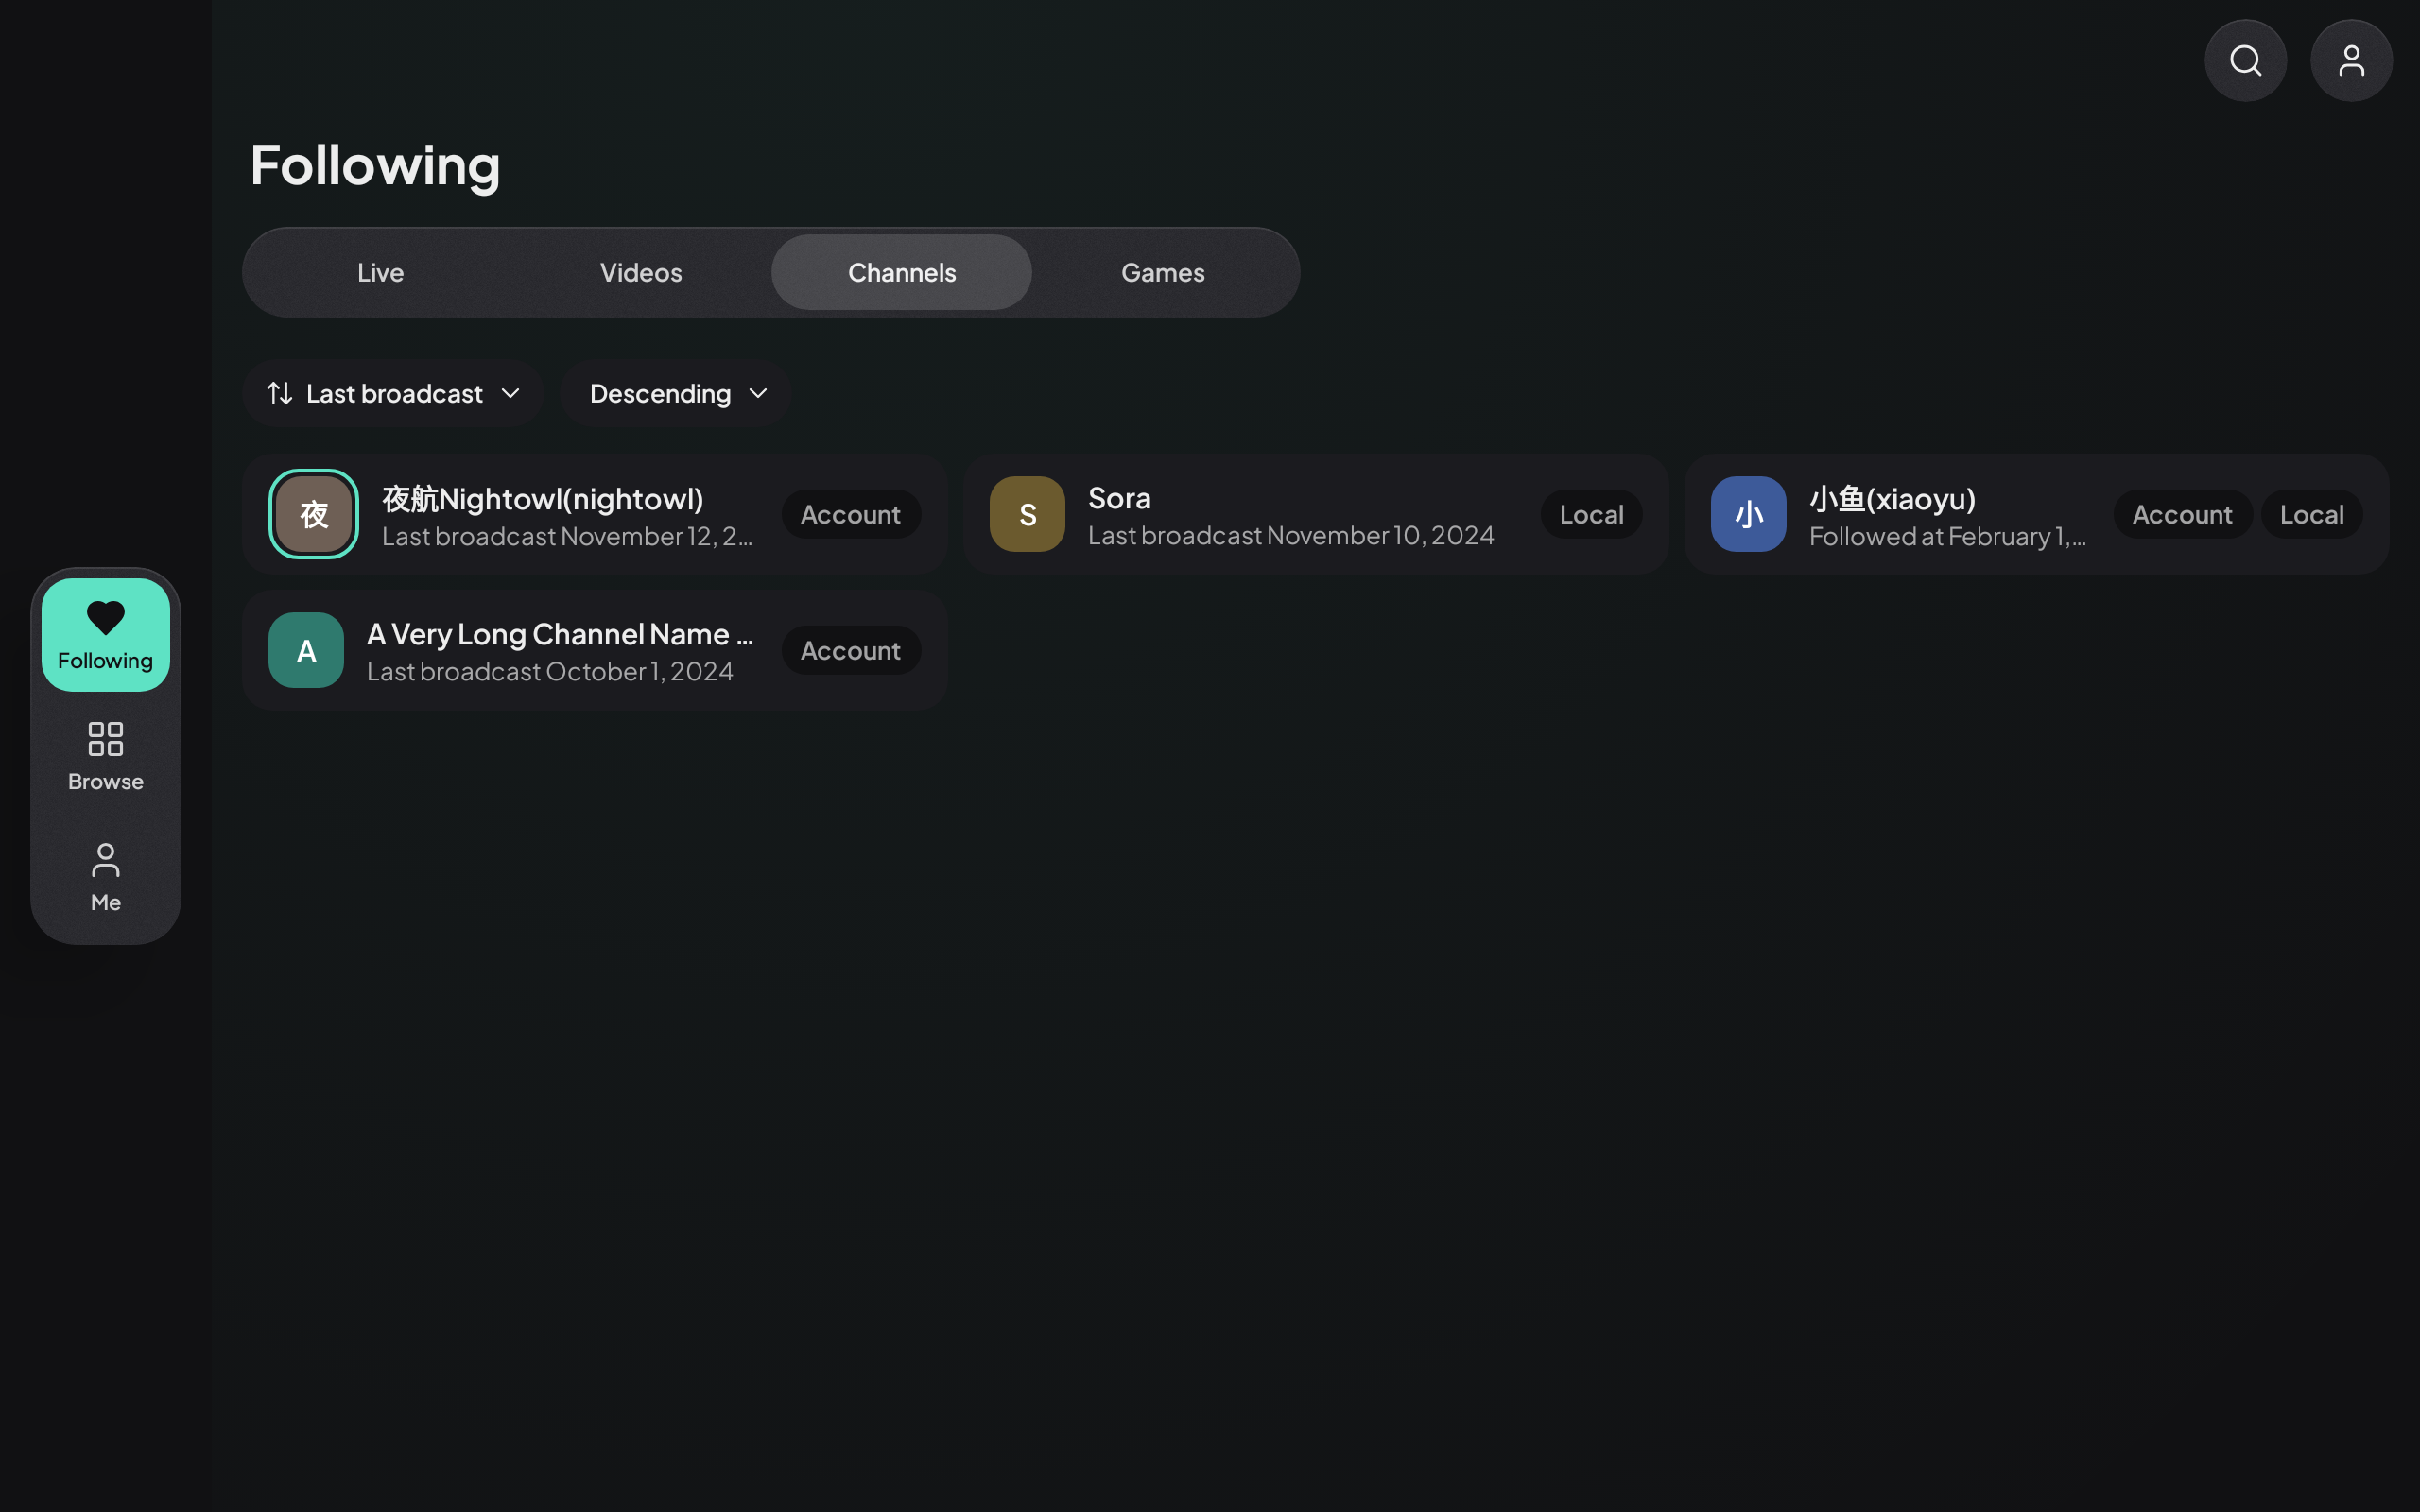 Following
Live
Videos
Channels
Games
Last broadcast
Descending
夜
夜航Nightowl(nightowl)
Last broadcast November 12, 2...
Account
S
Sora
Last broadcast November 10, 2024
Local
小
小鱼(xiaoyu)
Followed at February 1,...
Account
Local
A
A Very Long Channel Name ...
Last broadcast October 1, 2024
Account
Following
Browse
Me